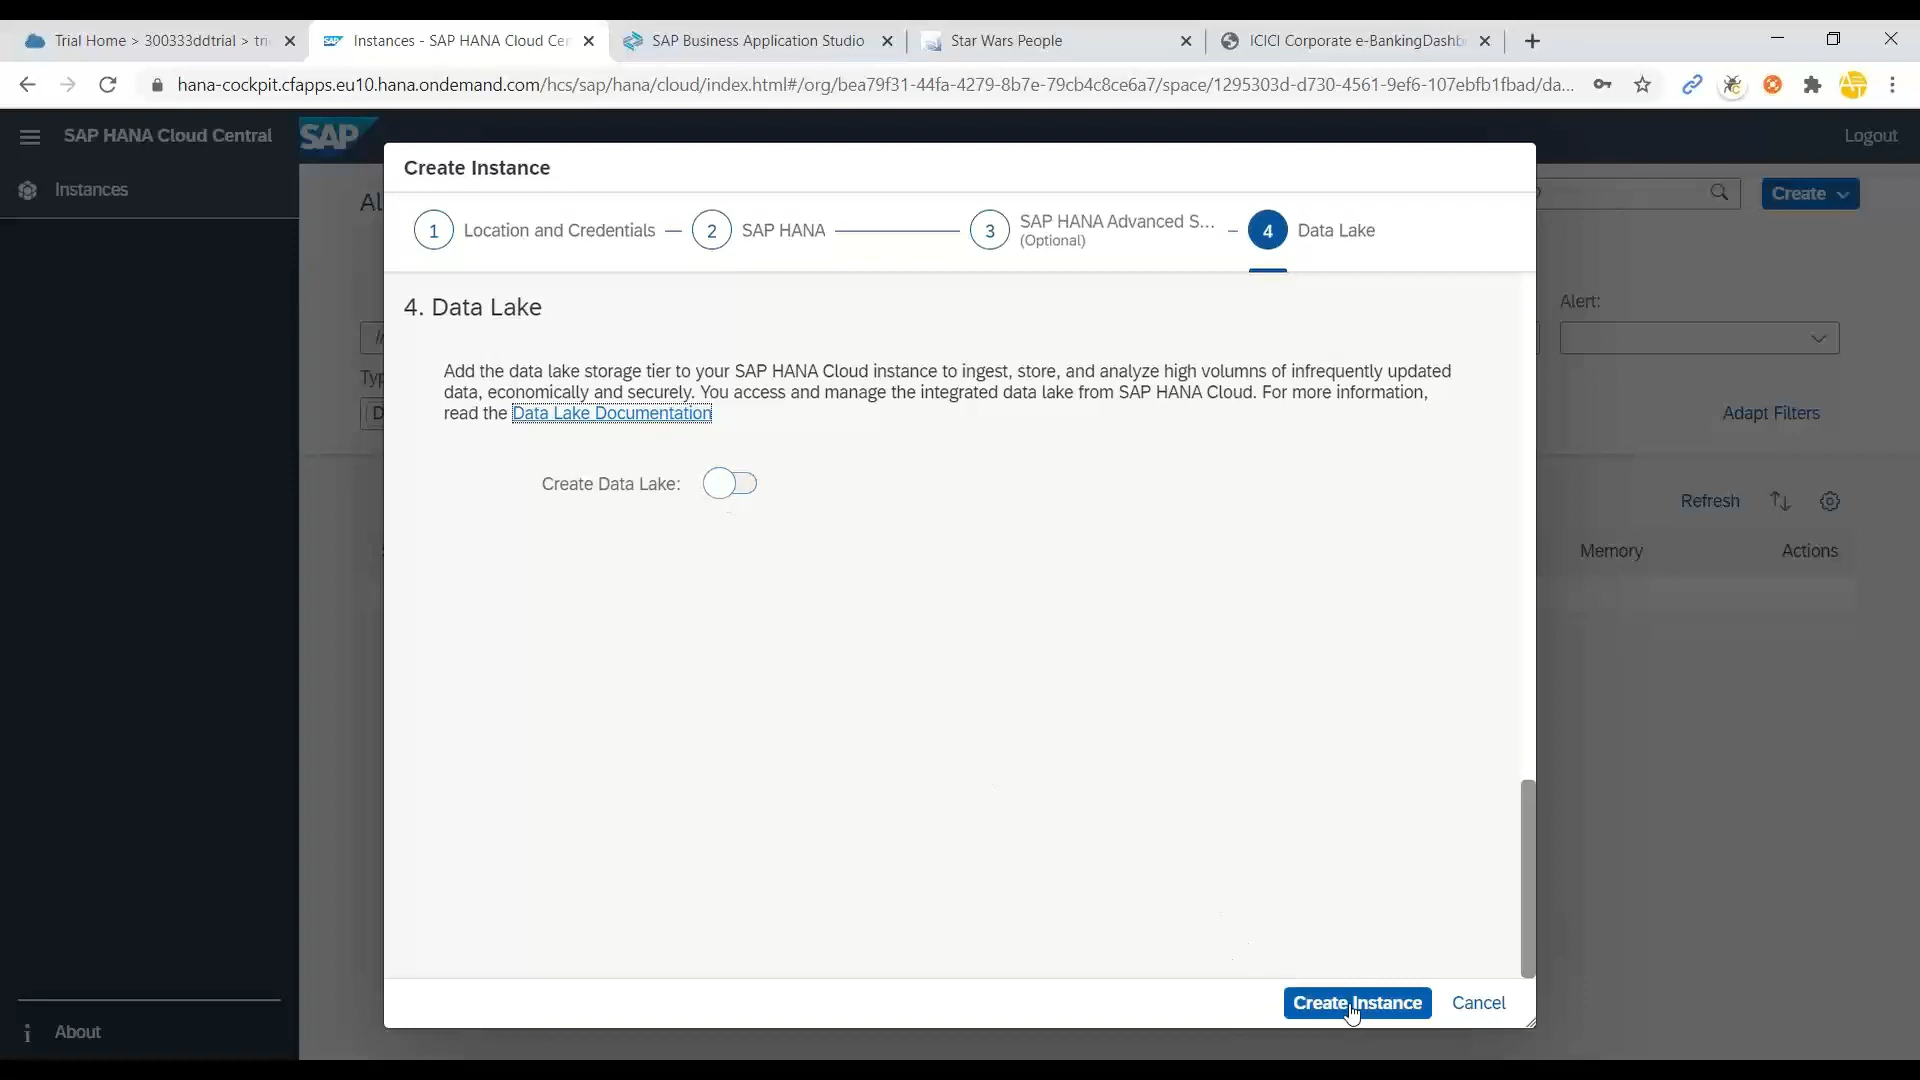 Trial Home > 300333ddtrial > tri
Instances - SAP HANA Cloud Cen
SAP Business Application Studio
Star Wars People
ICICI Corporate e-BankingDashb
hana-cockpit.cfapps.eu10.hana.ondemand.com/hcs/sap/hana/cloud/index.html#/org/bea79f31-44fa-4279-8b7e-79cb4c8ce6a7/space/1295303d-d730-4561-9ef6-107ebfb1fbad/da...
SAP HANA Cloud Central
SAP
Logout
Instances
Al
Create
Create Instance
1 Location and Credentials
2 SAP HANA
3 SAP HANA Advanced S...
(Optional)
4 Data Lake
4. Data Lake
Alert:
Add the data lake storage tier to your SAP HANA Cloud instance to ingest, store, and analyze high volumns of infrequently updated
data, economically and securely. You access and manage the integrated data lake from SAP HANA Cloud. For more information,
read the Data Lake Documentation
Typ
D
Adapt Filters
Create Data Lake:
Refresh
Memory
Actions
Create Instance
Cancel
About